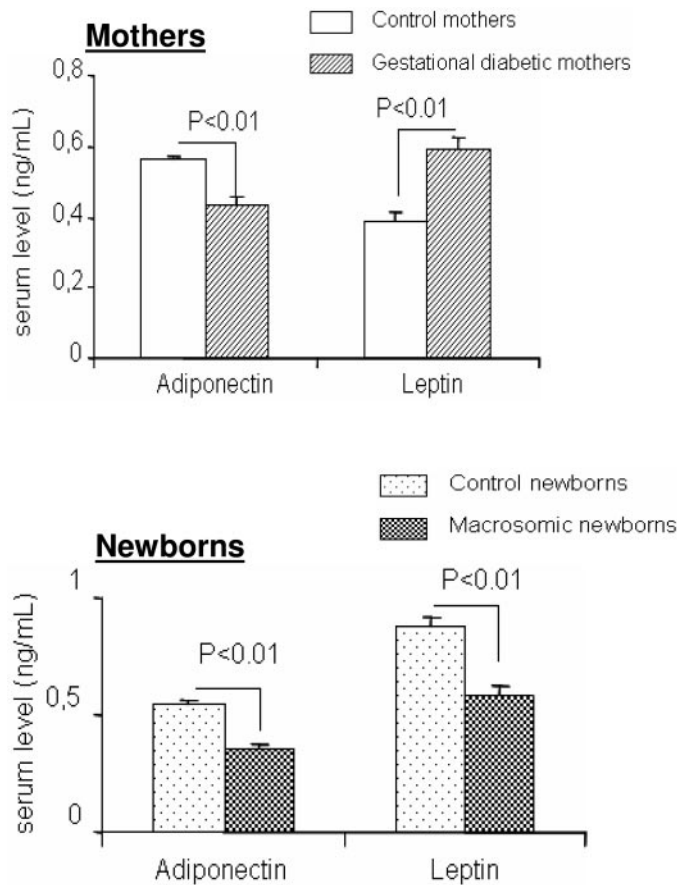 Mothers
Control mothers
Gestational diabetic mothers
serum level (ng/mL)
0,8
0,6
0,4
0,2
0
P<0.01
P<0.01
Adiponectin
Leptin
Control newborns
Macrosomic newborns
Newborns
serum level (ng/mL)
1
0,5
0
P<0.01
P<0.01
Adiponectin
Leptin